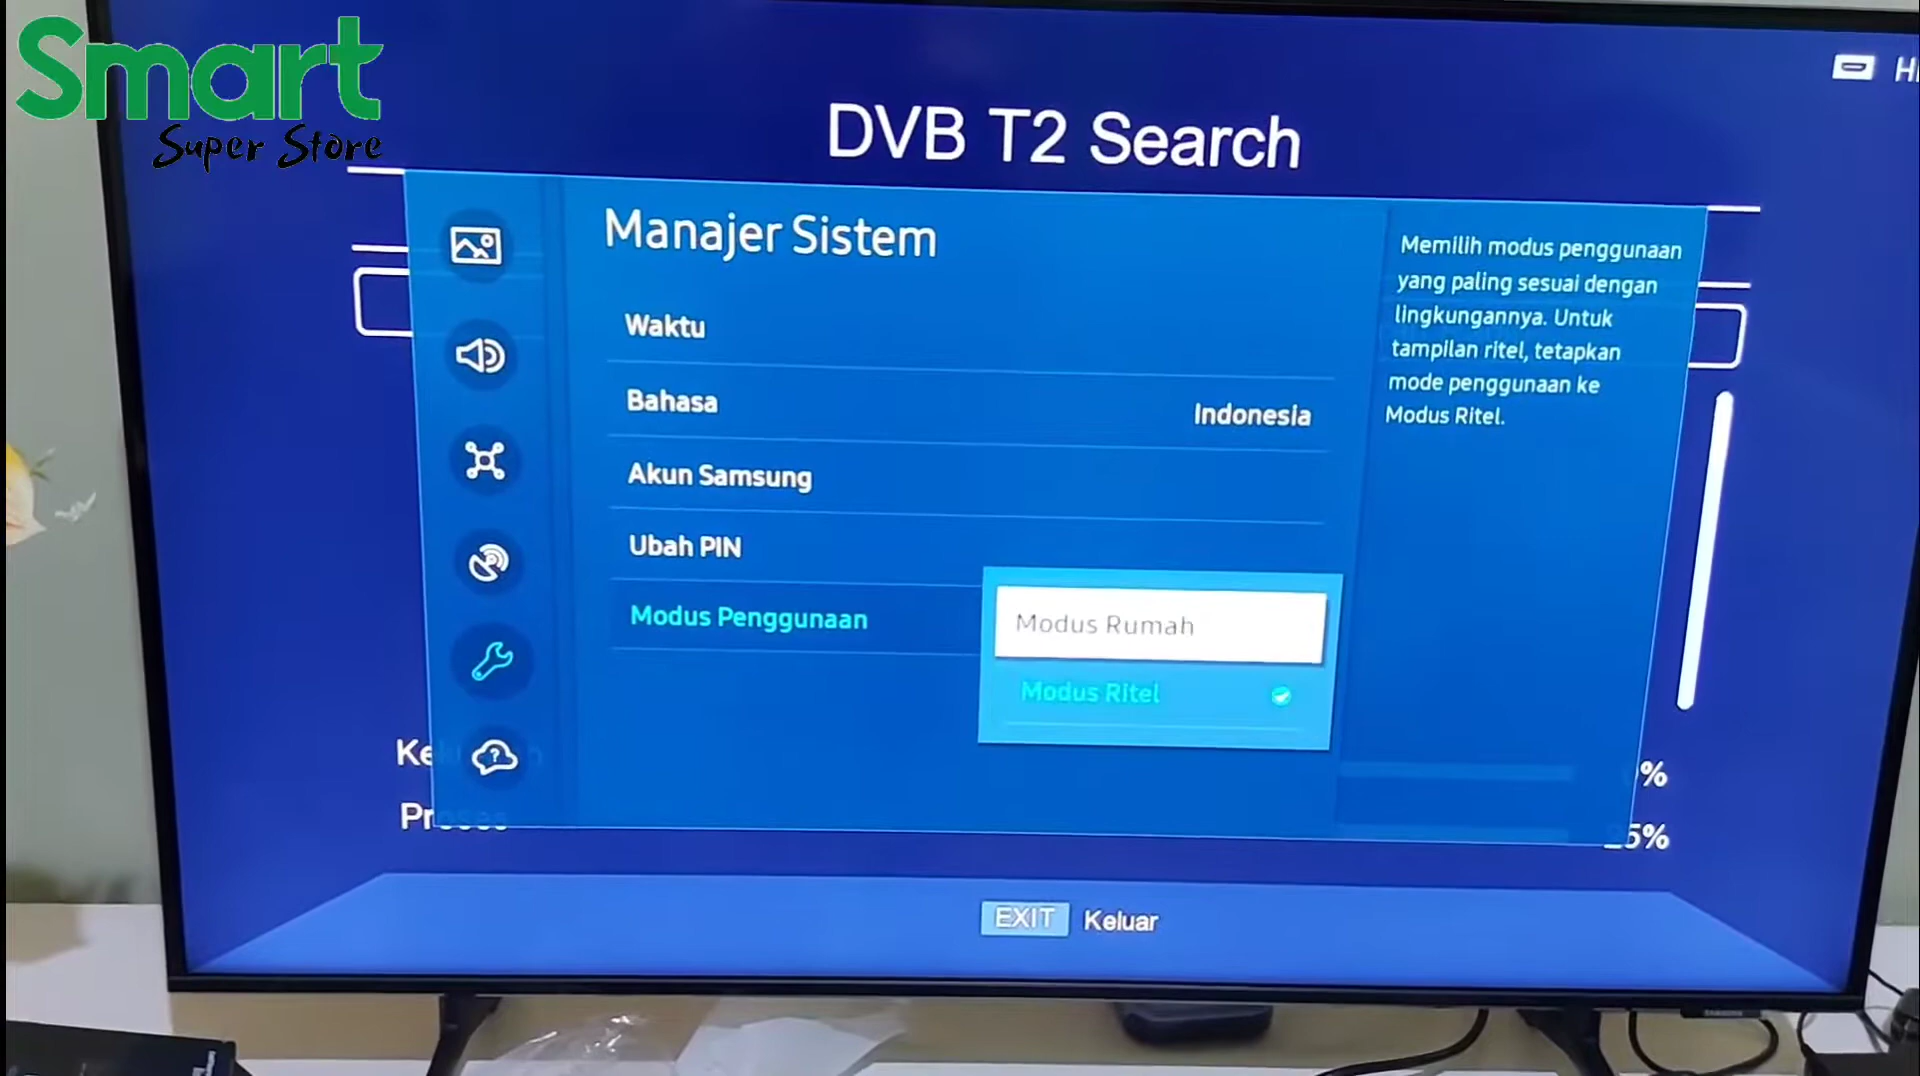 Smart
Super Store
DVB T2 Search
Manajer Sistem
Waktu
Bahasa
Indonesia
Akun Samsung
Ubah PIN
Modus Penggunaan
Modus Rumah
Modus Ritel
Memilih modus penggunaan
yang paling sesuai dengan
lingkungannya. Untuk
tampilan ritel, tetapkan
mode penggunaan ke
Modus Ritel.
Proses
EXIT Keluar
SAMSUNG